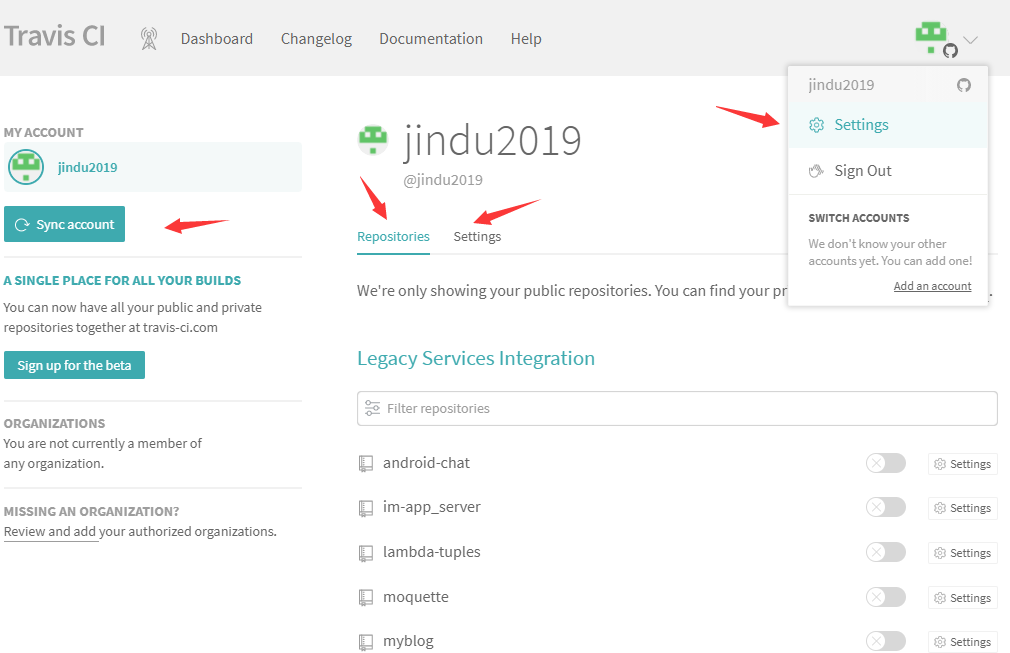 Travis CI
Dashboard
Changelog
Documentation
Help
jindu2019
Settings
Sign Out
SWITCH ACCOUNTS
We don't know your other
accounts yet. You can add one!
Add an account
MY ACCOUNT
jindu2019
Sync account
A SINGLE PLACE FOR ALL YOUR BUILDS
You can now have all your public and private
repositories together at travis-ci.com
Sign up for the beta
ORGANIZATIONS
You are not currently a member of
any organization.
MISSING AN ORGANIZATION?
Review and add your authorized organizations.
jindu2019
@jindu2019
Repositories
Settings
We're only showing your public repositories. You can find your
Legacy Services Integration
Filter repositories
android-chat
Settings
im-app_server
Settings
lambda-tuples
Settings
moquette
Settings
myblog
Settings